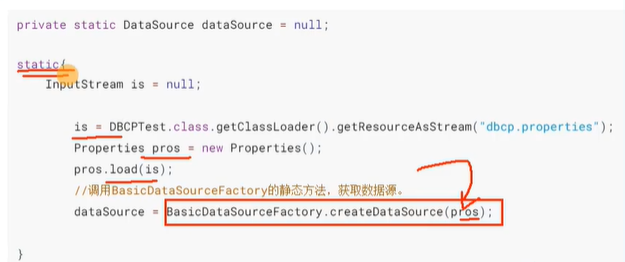 private static DataSource dataSource = null;
static{
InputStream is = null;
is = DBCPTest.class.getClassLoader().getResourceAsStream("dbcp.properties");
Properties pros = new Properties();
pros.load(is);
//调用BasicDataSourceFactory的静态方法，获取数据源。
dataSource = BasicDataSourceFactory.createDataSource(pros);
}